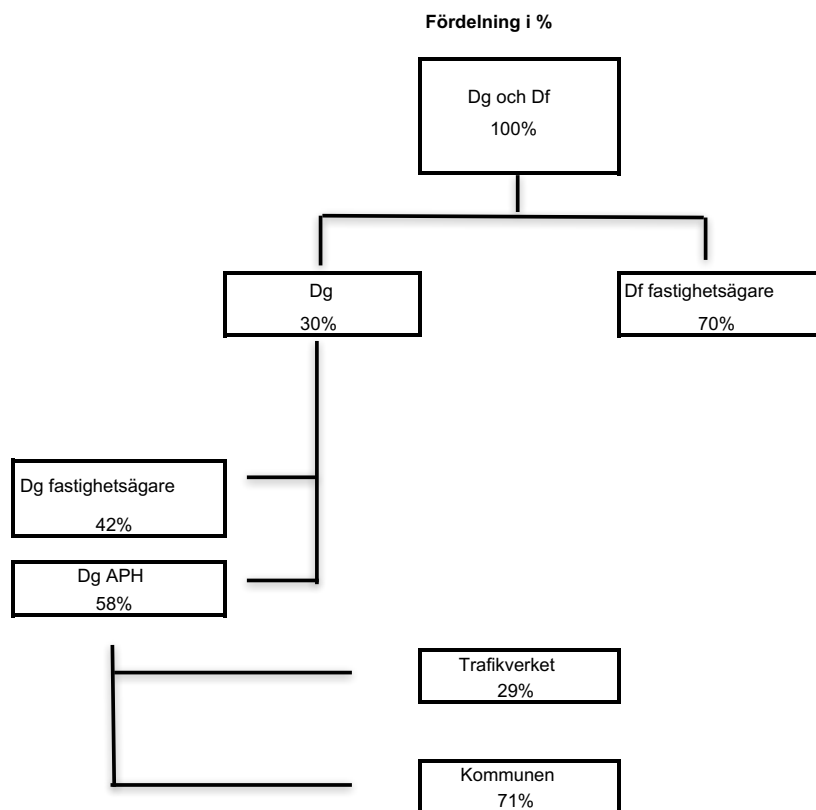 Fördelning i %
Dg och Df
100%
Dg
30%
Df fastighetsägare
70%
Dg fastighetsägare
42%
Dg APH
58%
Trafikverket
29%
Kommunen
71%